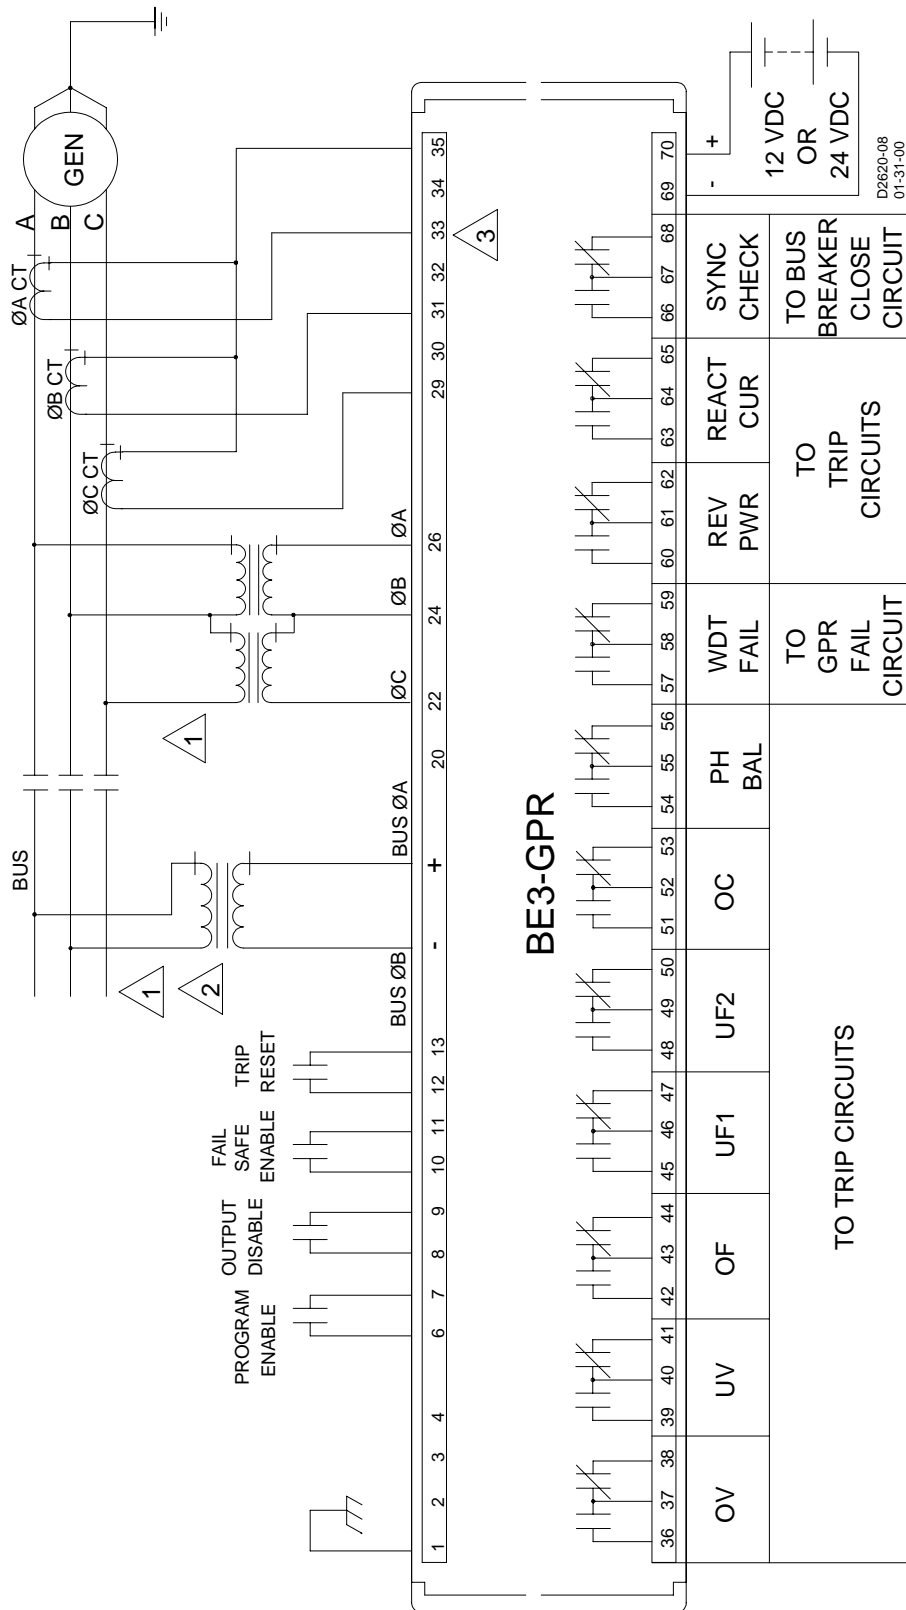 GEN
A
B
C
ØA CT
ØB CT
ØC CT
BUS
1
2
1
3
PROGRAM
ENABLE
OUTPUT
DISABLE
FAIL
SAFE
ENABLE
TRIP
RESET
BUS ØB
BUS ØA
ØC
ØB
ØA
1 2 3 4 6 7 8 9 10 11 12 13 - + 20 22 24 26 29 30 31 32 33 34 35
BE3-GPR
36 37 38 39 40 41 42 43 44 45 46 47 48 49 50 51 52 53 54 55 56 57 58 59 60 61 62 63 64 65 66 67 68 69 70
OV
UV
OF
UF1
UF2
OC
PH
BAL
WDT
FAIL
REV
PWR
REACT
CUR
SYNC
CHECK
- +
12 VDC
OR
24 VDC
TO TRIP CIRCUITS
TO
GPR
FAIL
CIRCUIT
TO
TRIP
CIRCUITS
TO BUS
BREAKER
CLOSE
CIRCUIT
D2620-08
01-31-00